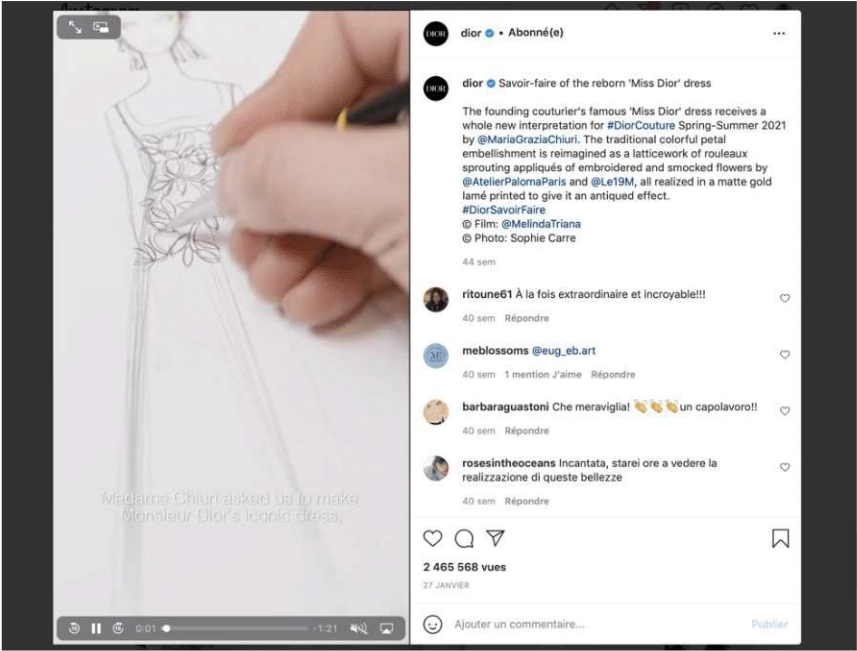 DIOR
dior • Abonné(e)
DIOR
dior Savoir-faire of the reborn 'Miss Dior' dress
The founding couturier's famous 'Miss Dior' dress receives a
whole new interpretation for #DiorCouture Spring-Summer 2021
by @MariaGraziaChiuri. The traditional colorful petal
embellishment is reimagined as a latticework of rouleaux
sprouting appliqués of embroidered and smocked flowers by
@AtelierPalomaParis and @Le19M, all realized in a matte gold
lamé printed to give it an antiqued effect.
#DiorSavoirFaire
© Film: @MelindaTriana
© Photo: Sophie Carre
44 sem
ritoune61 À la fois extraordinaire et incroyable!!!
40 sem Répondre
meblossoms @eug_eb.art
40 sem 1 mention J'aime Répondre
barbaraguastoni Che meraviglia! 👏👏👏un capolavoro!!
40 sem Répondre
rosesintheoceans Incantata, starei ore a vedere la
realizzazione di queste bellezze
40 sem Répondre
2 465 568 vues
27 JANVIER
Ajouter un commentaire...
Publier
Madame Chiuri asked us to make
Monsieur Dior's iconic dress,
0:01
-1:21